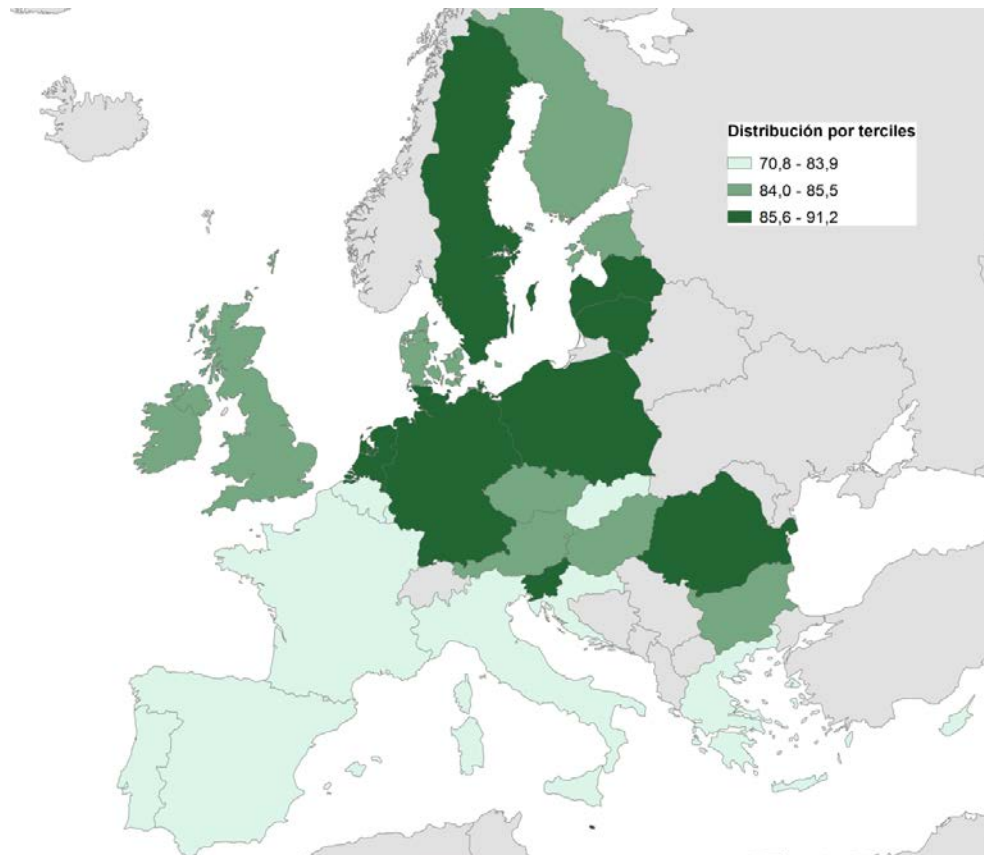 Distribución por terciles
70,8 - 83,9
84,0 - 85,5
85,6 - 91,2